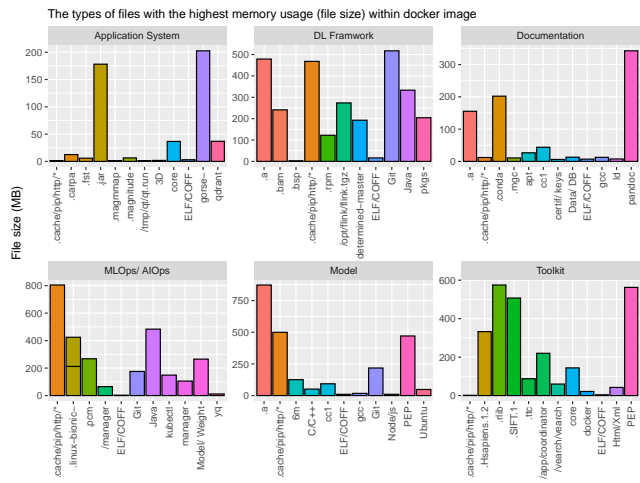 The types of files with the highest memory usage (file size) within docker image
File size (MB)
Application System
200
150
100
50
0
.cache/pip/http/*
.carpa
.fst
.jar
.magnmap
.magnitude
/tmp/qt/qt.run
3D
core
ELF/COFF
gorse−−
qdrant
DL Framwork
500
400
300
200
100
0
.a
.bam
.bsp
.cache/pip/http/*
.rpm
/opt/flink/flink.tgz
determined−master
ELF/COFF
Git
Java
pkgs
Documentation
300
200
100
0
.a
.cache/pip/http/*
.conda
.mgc
apt
cc1
certif/ keys
Data/ DB
ELF/COFF
gcc
ld
pandoc
MLOps/ AIOps
800
600
400
200
0
.cache/pip/http/*
.linux−bionic−−
.pcm
/manager
ELF/COFF
Git
Java
kubectl
manager
Model/ Weight
yq
Model
750
500
250
0
.a
.cache/pip/http/*
6m
C/C++
cc1
ELF/COFF
gcc
Git
Node/js
PEP
Ubuntu
Toolkit
600
400
200
0
.cache/pip/http/*
.Hsapiens.1.2
.rlib
.SIFT.1
.ttc
/app/coordinator
/vearch/vearch
core
docker
ELF/COFF
Html/Xml
PEP